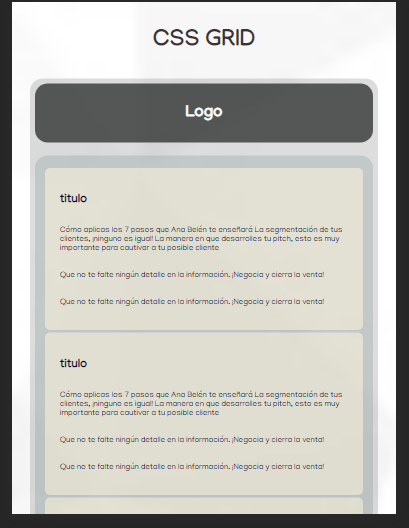 CSS GRID
Logo
titulo
Cómo aplicas los 7 pasos que Ana Belén te enseñará La segmentación de tus
clientes, ¡ninguno es igual! La manera en que desarrolles tu pitch, esto es muy
importante para cautivar a tu posible cliente
Que no te falte ningún detalle en la información. ¡Negocia y cierra la venta!
Que no te falte ningún detalle en la información. ¡Negocia y cierra la venta!
titulo
Cómo aplicas los 7 pasos que Ana Belén te enseñará La segmentación de tus
clientes, ¡ninguno es igual! La manera en que desarrolles tu pitch, esto es muy
importante para cautivar a tu posible cliente
Que no te falte ningún detalle en la información. ¡Negocia y cierra la venta!
Que no te falte ningún detalle en la información. ¡Negocia y cierra la venta!